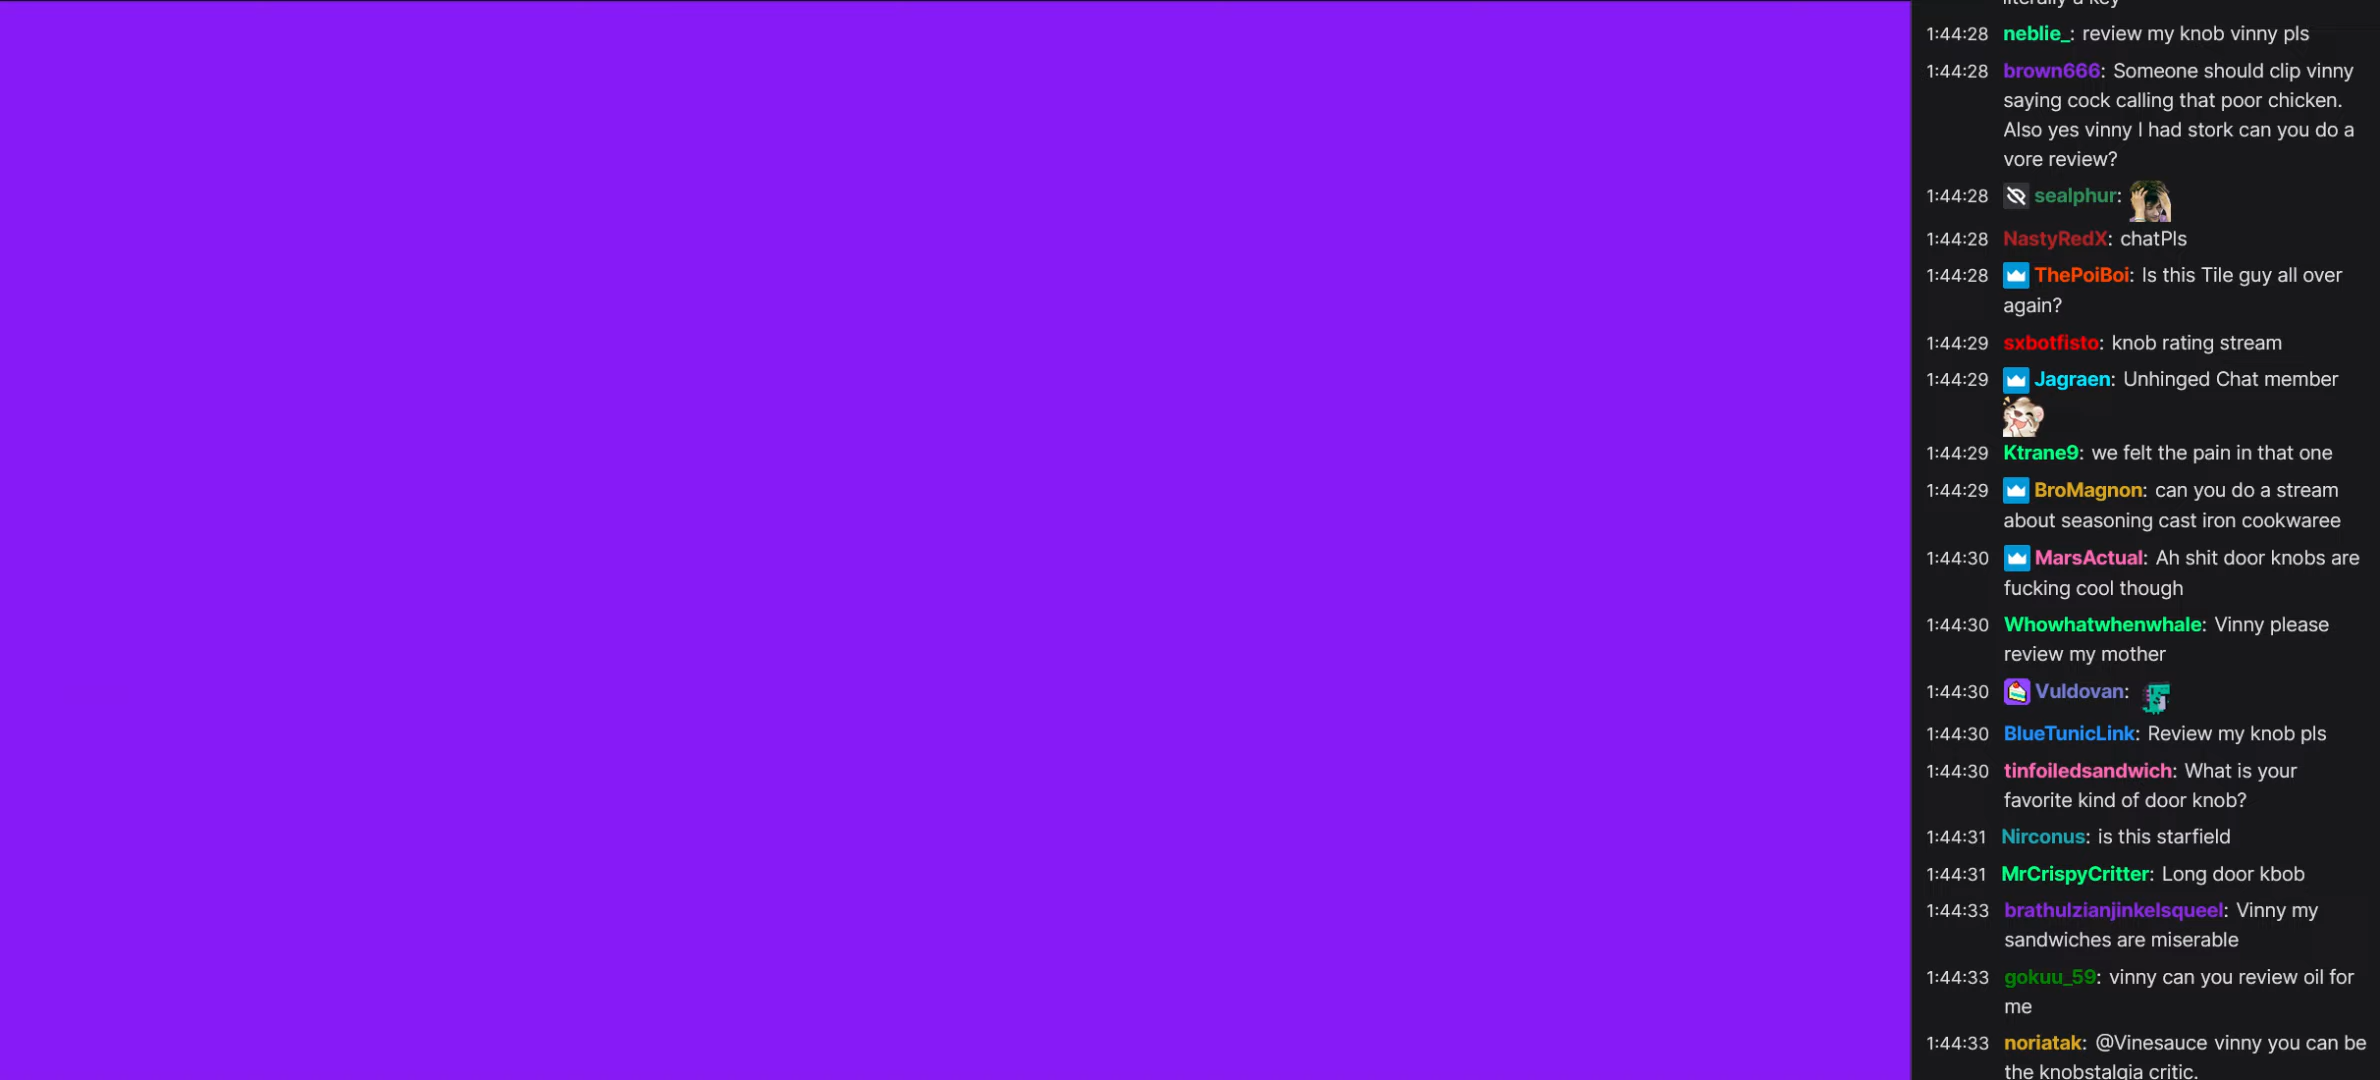 literally a key
1:44:28 neblie_: review my knob vinny pls
1:44:28 brown666: Someone should clip vinny
saying cock calling that poor chicken.
Also yes vinny I had stork can you do a
vore review?
1:44:28 sealphur:
1:44:28 NastyRedX: chatPls
1:44:28 ThePoiBoi: Is this Tile guy all over
again?
1:44:29 sxbotfisto: knob rating stream
1:44:29 Jagraen: Unhinged Chat member
1:44:29 Ktrane9: we felt the pain in that one
1:44:29 BroMagnon: can you do a stream
about seasoning cast iron cookwaree
1:44:30 MarsActual: Ah shit door knobs are
fucking cool though
1:44:30 Whowhatwhenwhale: Vinny please
review my mother
1:44:30 Vuldovan:
1:44:30 BlueTunicLink: Review my knob pls
1:44:30 tinfoiledsandwich: What is your
favorite kind of door knob?
1:44:31 Nirconus: is this starfield
1:44:31 MrCrispyCritter: Long door kbob
1:44:33 brathulzianjinkelsqueel: Vinny my
sandwiches are miserable
1:44:33 gokuu_59: vinny can you review oil for
me
1:44:33 noriatak: @Vinesauce vinny you can be
the knobstalgia critic.